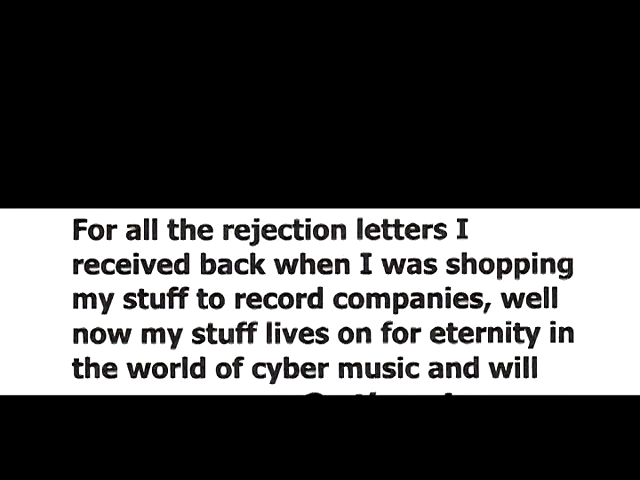 For all the rejection letters I
received back when I was shopping
my stuff to record companies, well
now my stuff lives on for eternity in
the world of cyber music and will